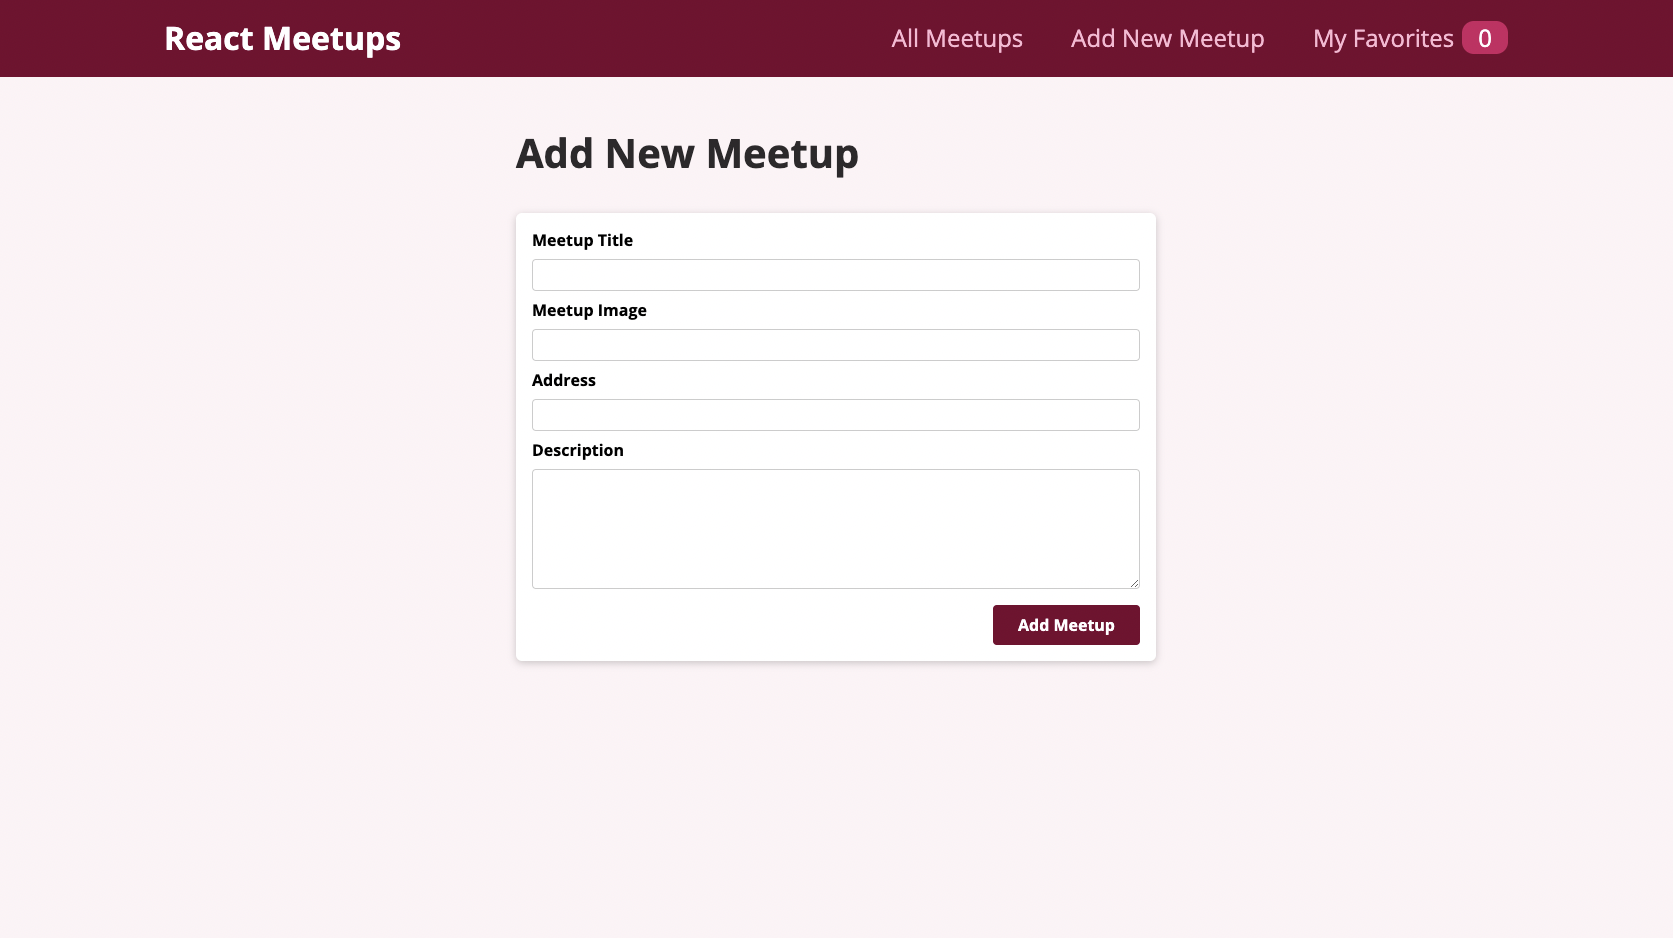 React Meetups
All Meetups
Add New Meetup
My Favorites 0
Add New Meetup
Meetup Title
Meetup Image
Address
Description
Add Meetup